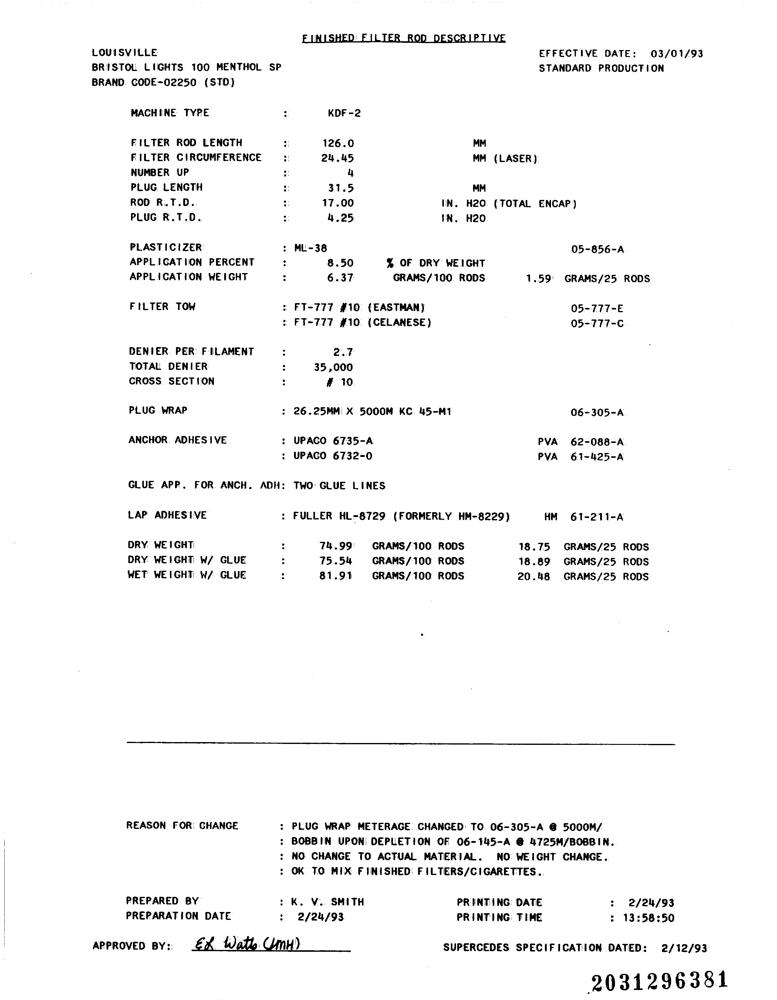 FINISHED FILTER ROD DESCRIPTIVE
LOUISVILLE EFFECTIVE DATE: 03/01/93
BRISTOL LIGHTS 100 MENTHOL SP STANDARD PRODUCTION
BRAND CODE-02250 (STD)
MACHINE TYPE : KDF-2
FILTER ROD LENGTH : 126.0 MM
FILTER CIRCUMFERENCE : 24.45 MM (LASER)
NUMBER UP : 4
PLUG LENGTH : 31.5 MM
ROD R.T.D. : 17.00 IN. H2O (TOTAL ENCAP)
PLUG R.T.D. : 4.25 IN. H2O
PLASTICIZER : ML-38 05-856-A
APPLICATION PERCENT : 8.50 % OF DRY WEIGHT
APPLICATION WEIGHT : 6.37 GRAMS/100 RODS 1.59 GRAMS/25 RODS
FILTER TOW : FT-777 #10 (EASTMAN) 05-777-E
: FT-777 #10 (CELANESE) 05-777-C
DENIER PER FILAMENT : 2.7
TOTAL DENIER : 35,000
CROSS SECTION : # 10
PLUG WRAP : 26.25MM X 5000M KC 45-M1 06-305-A
ANCHOR ADHESIVE : UPACO 6735-A PVA 62-088-A
: UPACO 6732-0 PVA 61-425-A
GLUE APP. FOR ANCH. ADH: TWO GLUE LINES
LAP ADHESIVE : FULLER HL-8729 (FORMERLY HM-8229) HM 61-211-A
DRY WEIGHT : 74.99 GRAMS/100 RODS 18.75 GRAMS/25 RODS
DRY WEIGHT W/ GLUE : 75.54 GRAMS/100 RODS 18.89 GRAMS/25 RODS
WET WEIGHT W/ GLUE : 81.91 GRAMS/100 RODS 20.48 GRAMS/25 RODS
REASON FOR CHANGE : PLUG WRAP METERAGE CHANGED TO 06-305-A @ 5000M/
: BOBBIN UPON DEPLETION OF 06-145-A @ 4725M/BOBBIN.
: NO CHANGE TO ACTUAL MATERIAL. NO WEIGHT CHANGE.
: OK TO MIX FINISHED FILTERS/CIGARETTES.
PREPARED BY : K. V. SMITH PRINTING DATE : 2/24/93
PREPARATION DATE : 2/24/93 PRINTING TIME : 13:58:50
APPROVED BY: Ed Watts (JMH) SUPERCEDES SPECIFICATION DATED: 2/12/93
2031296381